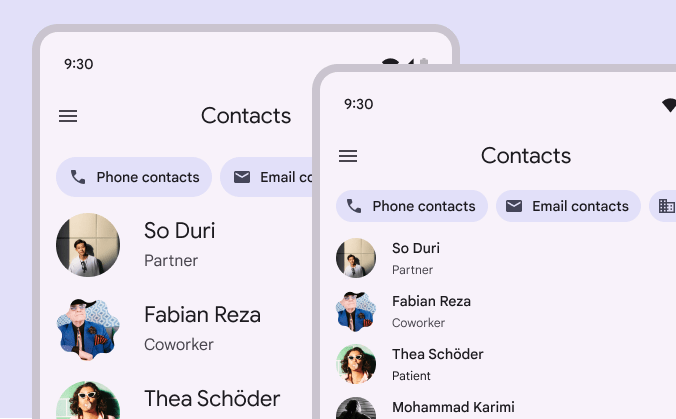 9:30
Contacts
Phone contacts
Email co
So Duri
Partner
Fabian Reza
Coworker
Thea Schöder
9:30
Contacts
Phone contacts
Email contacts
So Duri
Partner
Fabian Reza
Coworker
Thea Schöder
Patient
Mohammad Karimi